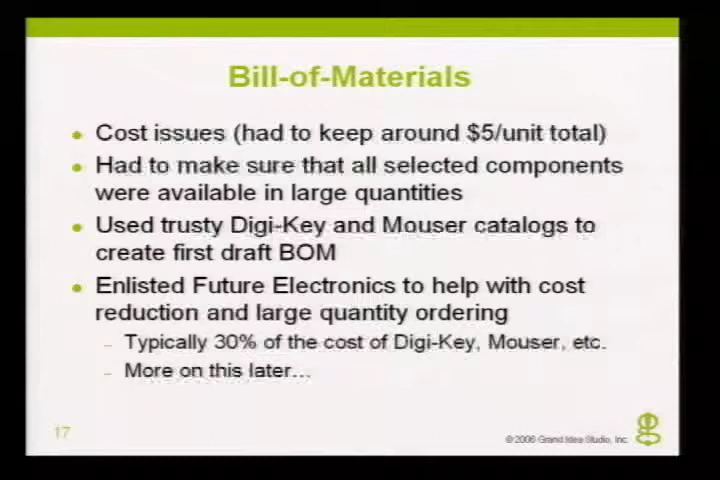 Bill-of-Materials
Cost issues (had to keep around $5/unit total)
Had to make sure that all selected components
were available in large quantities
Used trusty Digi-Key and Mouser catalogs to
create first draft BOM
Enlisted Future Electronics to help with cost
reduction and large quantity ordering
– Typically 30% of the cost of Digi-Key, Mouser, etc.
– More on this later...
17
© 2006 Grand Idea Studio, Inc.